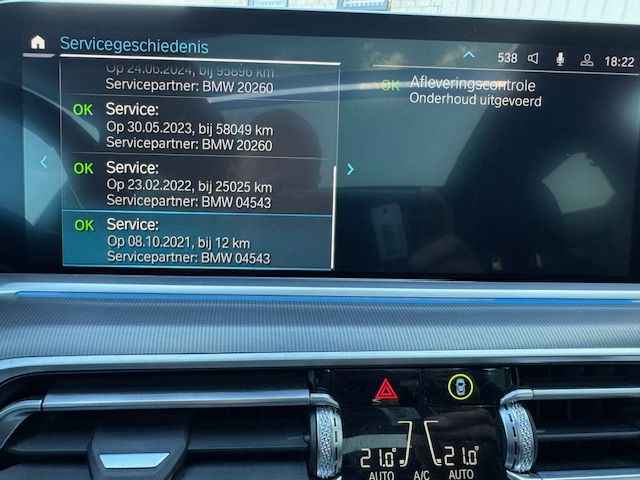 Servicegeschiedenis
538
18:22
Op 24.06.2024, bij 95896 km
Servicepartner: BMW 20260
OK Service:
Op 30.05.2023, bij 58049 km
Servicepartner: BMW 20260
OK Service:
Op 23.02.2022, bij 25025 km
Servicepartner: BMW 04543
OK Service:
Op 08.10.2021, bij 12 km
Servicepartner: BMW 04543
OK Afleveringscontrole
Onderhoud uitgevoerd
21.0° 21.0°
AUTO A/C AUTO